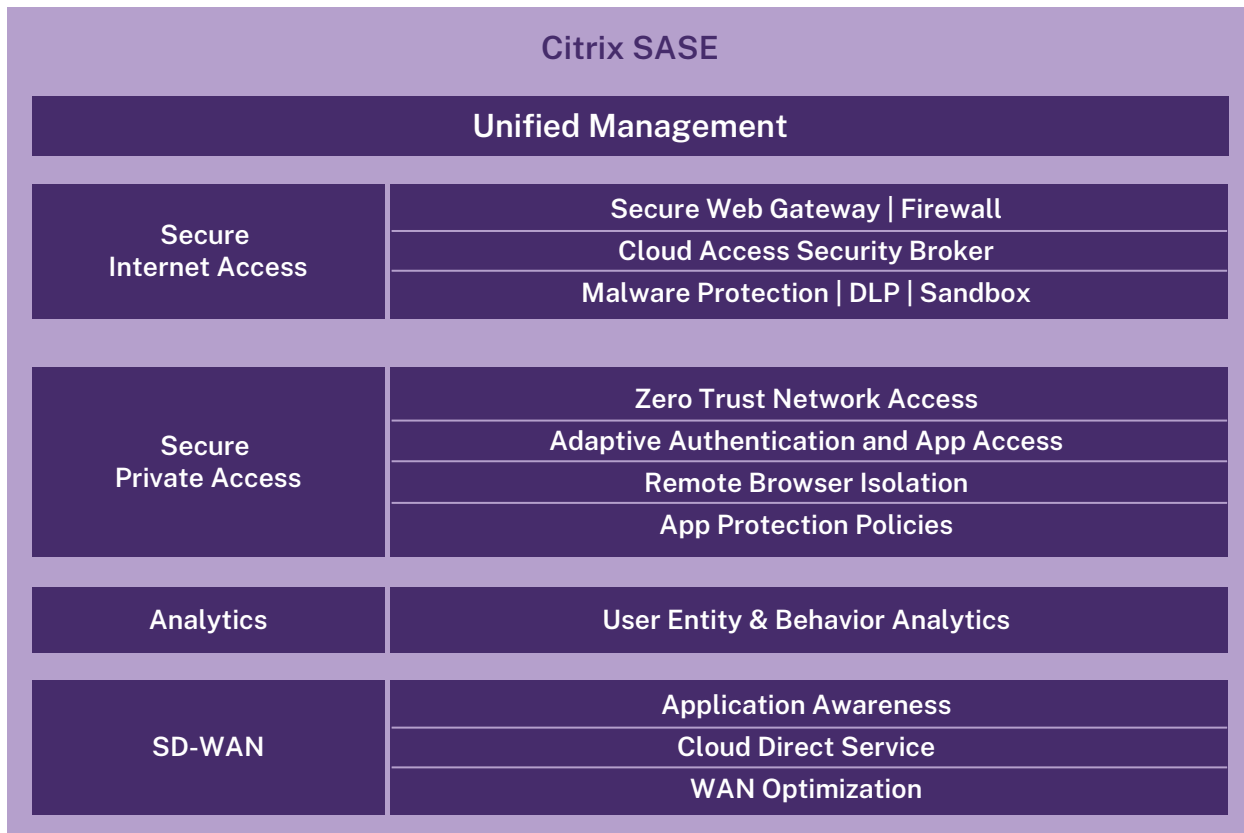 Citrix SASE
Unified Management
Secure
Internet Access
Secure Web Gateway | Firewall
Cloud Access Security Broker
Malware Protection | DLP | Sandbox
Secure
Private Access
Zero Trust Network Access
Adaptive Authentication and App Access
Remote Browser Isolation
App Protection Policies
Analytics
User Entity & Behavior Analytics
SD-WAN
Application Awareness
Cloud Direct Service
WAN Optimization